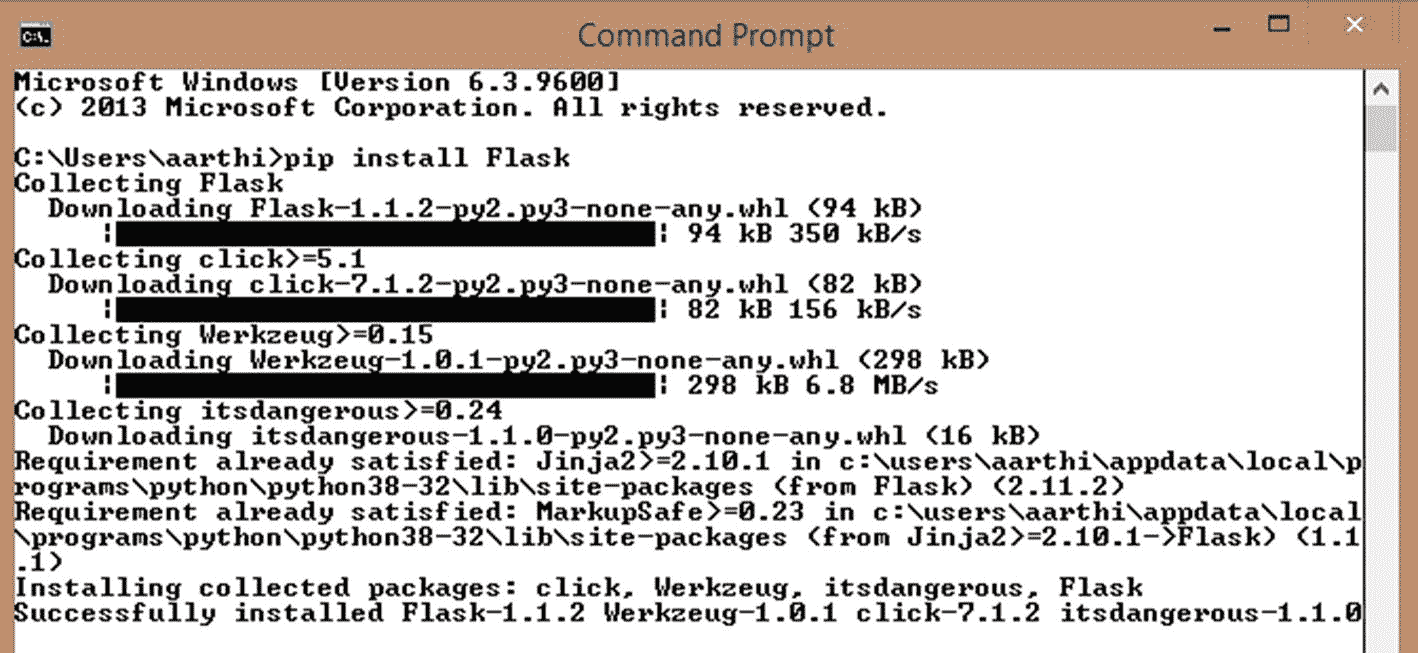 Command Prompt
Microsoft Windows [Version 6.3.9600]
(c) 2013 Microsoft Corporation. All rights reserved.
C:\Users\aarthi>pip install Flask
Collecting Flask
Downloading Flask-1.1.2-py2.py3-none-any.whl (94 kB)
|████████████████████████████████| 94 kB 350 kB/s
Collecting click>=5.1
Downloading click-7.1.2-py2.py3-none-any.whl (82 kB)
|████████████████████████████████| 82 kB 156 kB/s
Collecting Werkzeug>=0.15
Downloading Werkzeug-1.0.1-py2.py3-none-any.whl (298 kB)
|████████████████████████████████| 298 kB 6.8 MB/s
Collecting itsdangerous>=0.24
Downloading itsdangerous-1.1.0-py2.py3-none-any.whl (16 kB)
Requirement already satisfied: Jinja2>=2.10.1 in c:\users\aarthi\appdata\local\p
rograms\python\python38-32\lib\site-packages (from Flask) (2.11.2)
Requirement already satisfied: MarkupSafe>=0.23 in c:\users\aarthi\appdata\local
\programs\python\python38-32\lib\site-packages (from Jinja2>=2.10.1->Flask) (1.1
.1)
Installing collected packages: click, Werkzeug, itsdangerous, Flask
Successfully installed Flask-1.1.2 Werkzeug-1.0.1 click-7.1.2 itsdangerous-1.1.0